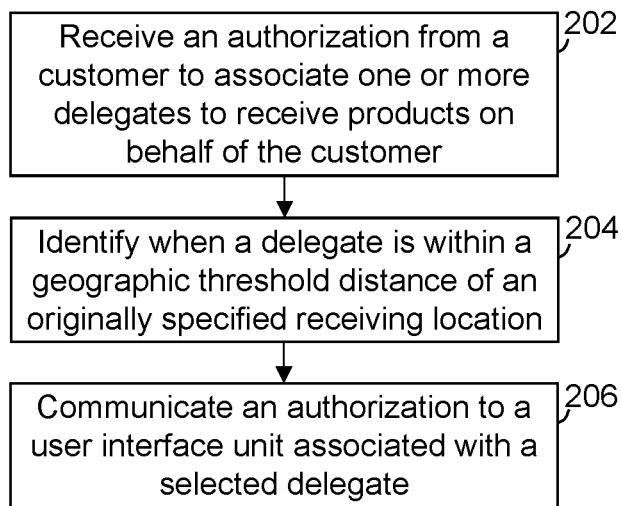 Receive an authorization from a
customer to associate one or more
delegates to receive products on
behalf of the customer
202
Identify when a delegate is within a
geographic threshold distance of an
originally specified receiving location
204
Communicate an authorization to a
user interface unit associated with a
selected delegate
206